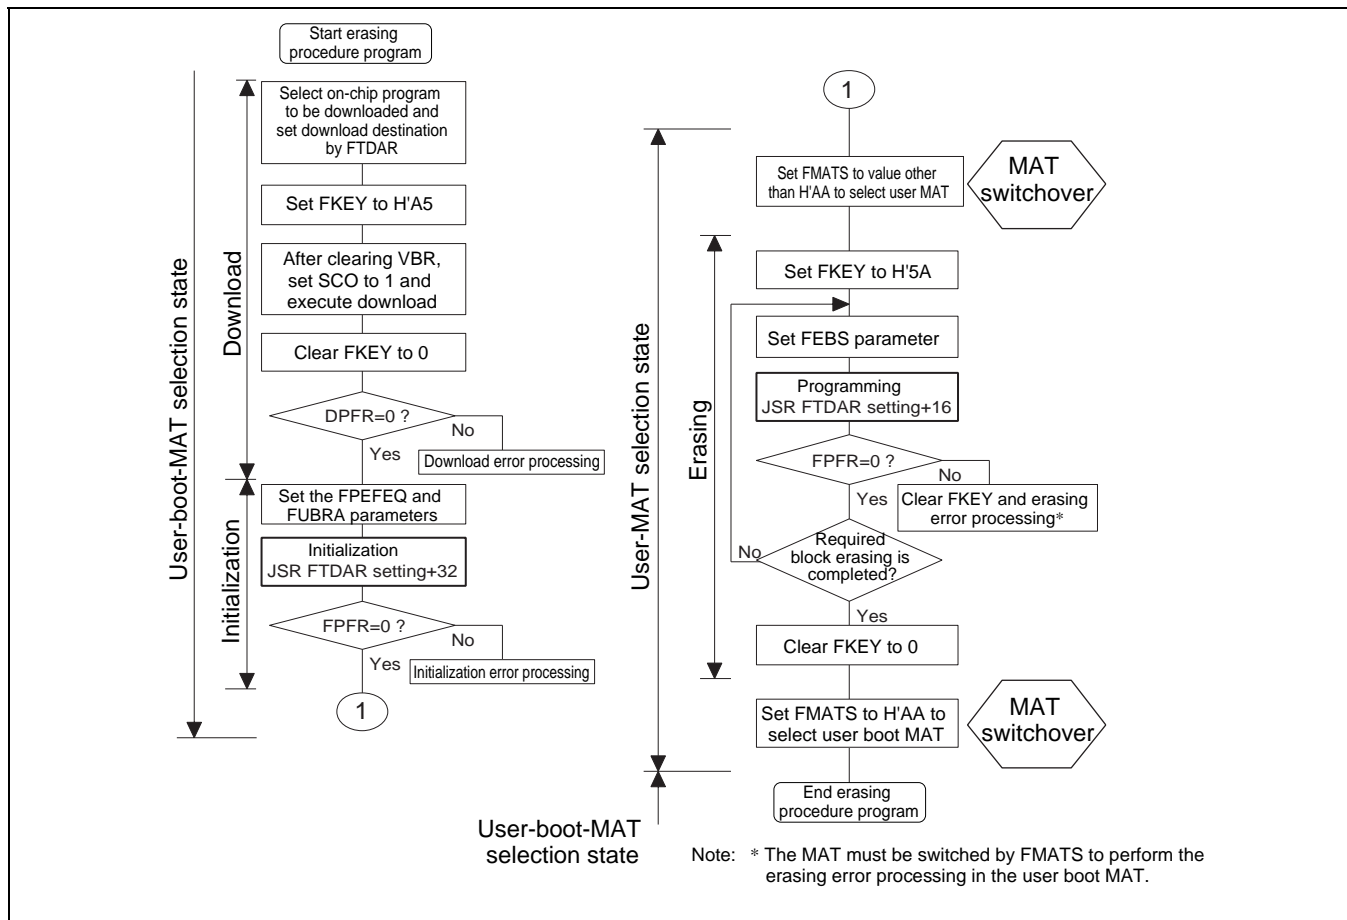 Start erasing
procedure program
User-boot-MAT selection state
Download
Select on-chip program
to be downloaded and
set download destination
by FTDAR
Set FKEY to H'A5
After clearing VBR,
set SCO to 1 and
execute download
Clear FKEY to 0
DPFR=0 ?
No
Yes
Download error processing
Initialization
Set the FPEFEQ and
FUBRA parameters
Initialization
JSR FTDAR setting+32
FPFR=0 ?
No
Yes
Initialization error processing
1
1
User-MAT selection state
Set FMATS to value other
than H'AA to select user MAT
MAT
switchover
Erasing
Set FKEY to H'5A
Set FEBS parameter
Programming
JSR FTDAR setting+16
FPFR=0 ?
No
Yes
Clear FKEY and erasing
error processing*
No
Required
block erasing is
completed?
Yes
Clear FKEY to 0
Set FMATS to H'AA to
select user boot MAT
MAT
switchover
End erasing
procedure program
User-boot-MAT
selection state
Note: * The MAT must be switched by FMATS to perform the
erasing error processing in the user boot MAT.